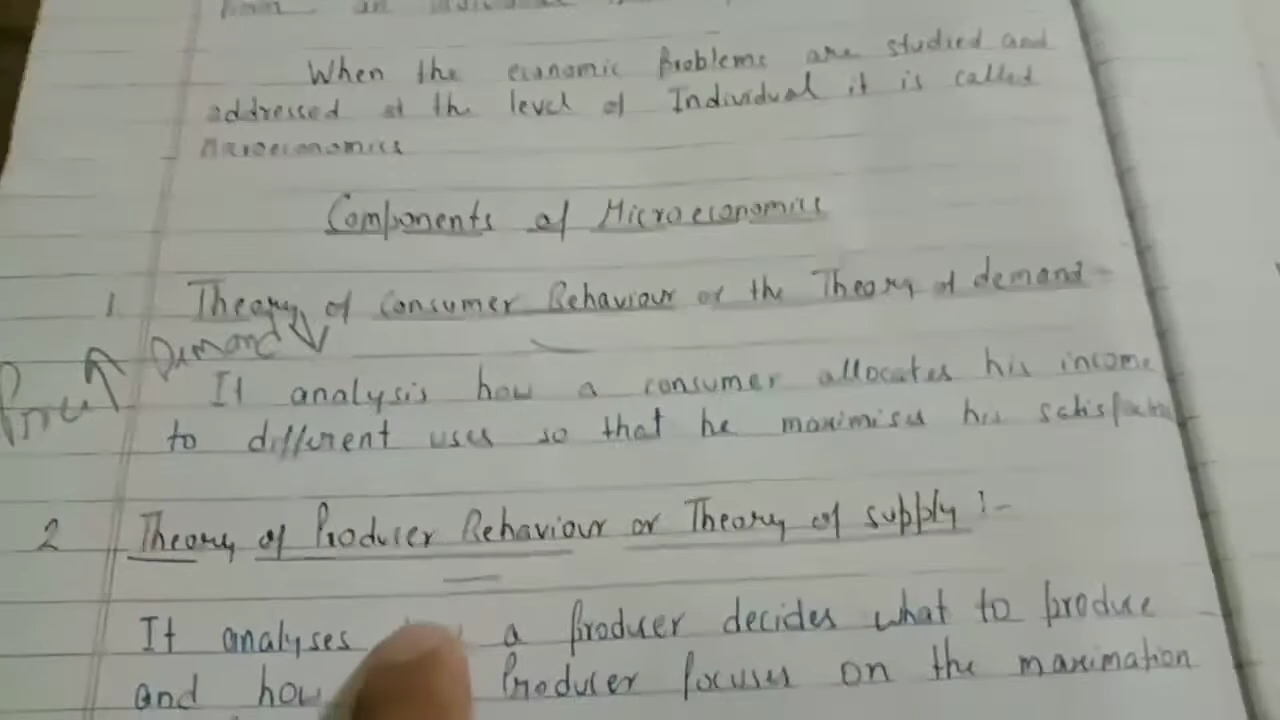 When the economic Problems are studied and
addressed at the level of Individual it is called
Microeconomics
Components of Microeconomics
1. Theory of consumer Behaviour or the Theory of demand -
Price ↑ Demand ↓
It analysis how a consumer allocates his income
to different uses so that he maximises his satisfaction
2 Theory of Producer Behaviour or Theory of supply :-
It analyses a producer decides what to produce
and how Producer focuses on the maximation